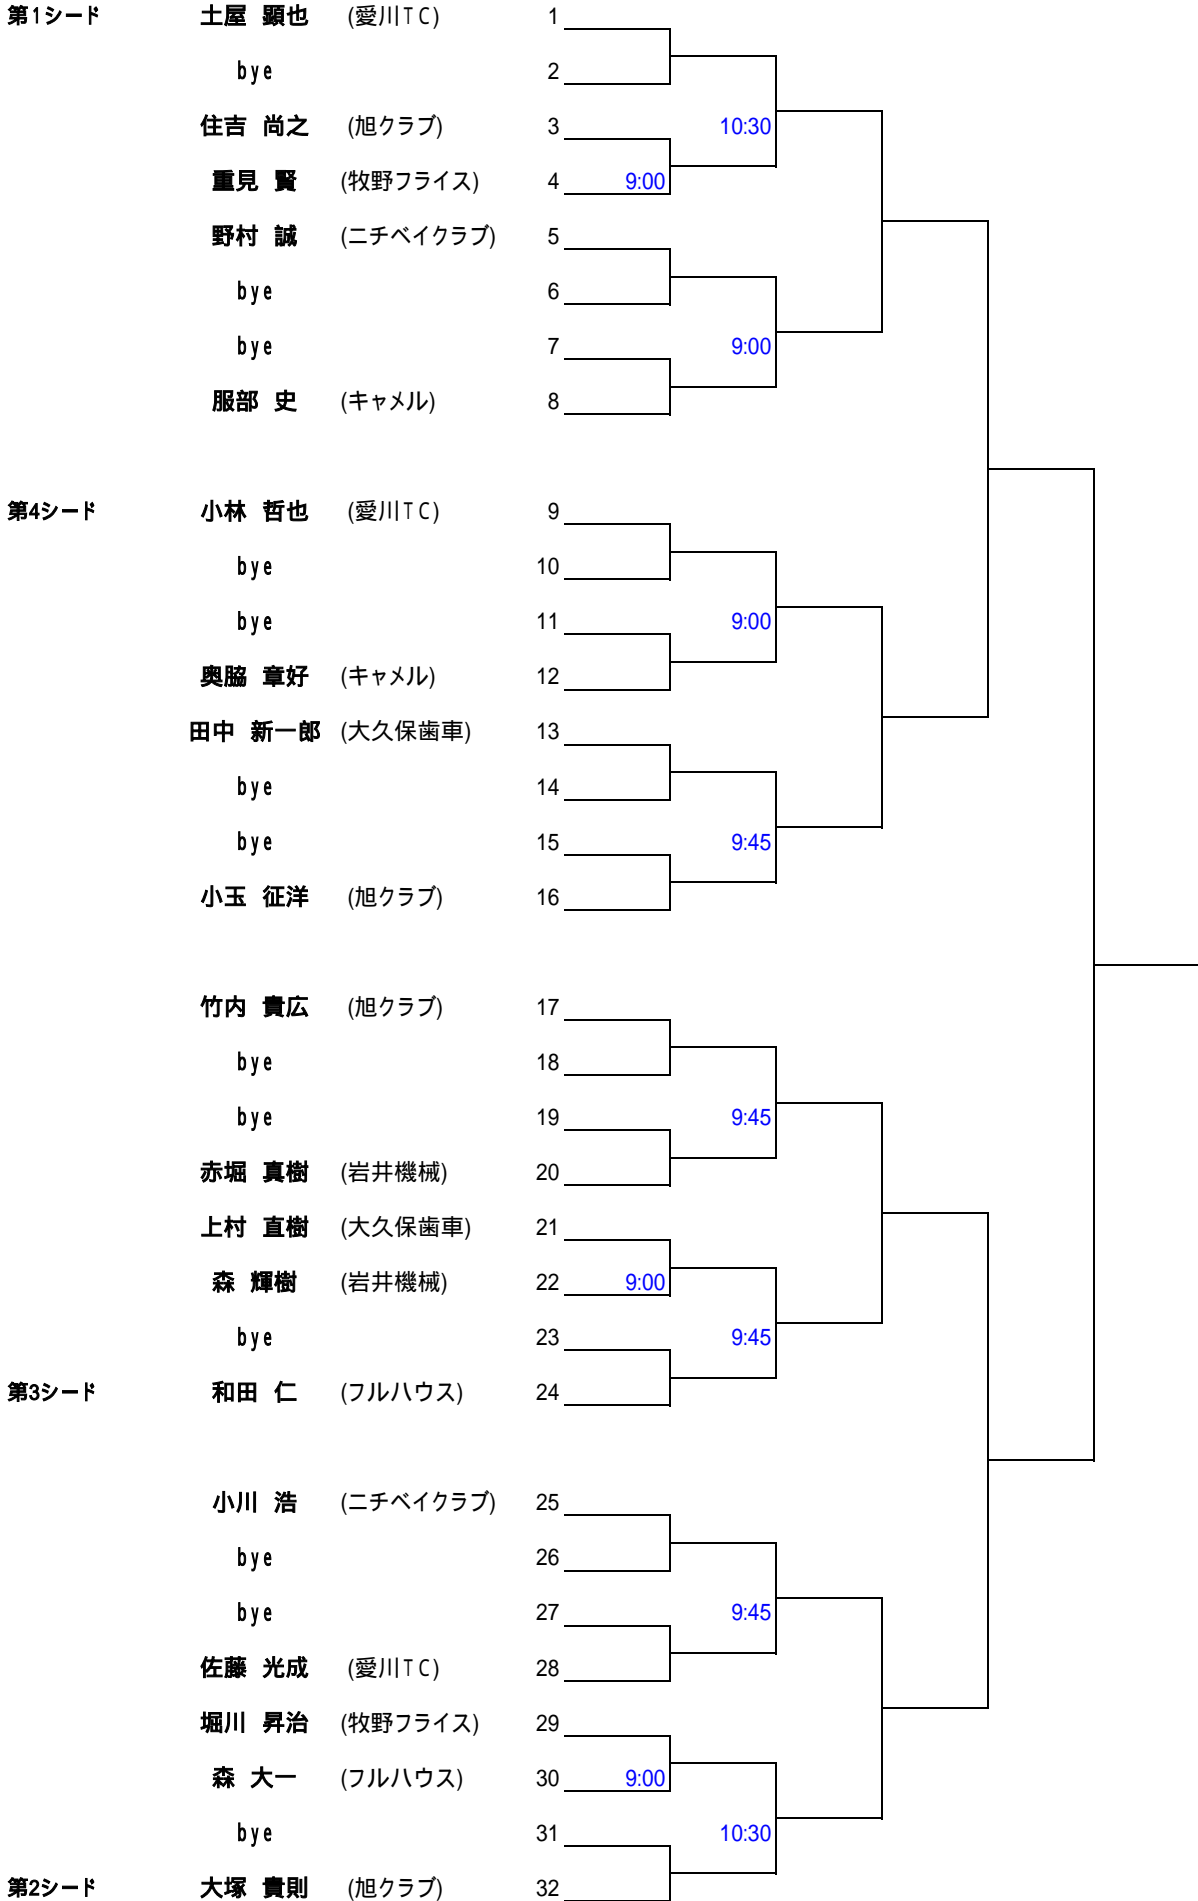 第1シード 土屋 顕也 (愛川TC) 1
bye 2
住吉 尚之 (旭クラブ) 3 10:30
重見 賢 (牧野フライス) 4 9:00
野村 誠 (ニチベイクラブ) 5
bye 6
bye 7 9:00
服部 史 (キャメル) 8
第4シード 小林 哲也 (愛川TC) 9
bye 10
bye 11 9:00
奥脇 章好 (キャメル) 12
田中 新一郎 (大久保歯車) 13
bye 14
bye 15 9:45
小玉 征洋 (旭クラブ) 16
竹内 貴広 (旭クラブ) 17
bye 18
bye 19 9:45
赤堀 真樹 (岩井機械) 20
上村 直樹 (大久保歯車) 21
森 輝樹 (岩井機械) 22 9:00
bye 23 9:45
第3シード 和田 仁 (フルハウス) 24
小川 浩 (ニチベイクラブ) 25
bye 26
bye 27 9:45
佐藤 光成 (愛川TC) 28
堀川 昇治 (牧野フライス) 29
森 大一 (フルハウス) 30 9:00
bye 31 10:30
第2シード 大塚 貴則 (旭クラブ) 32